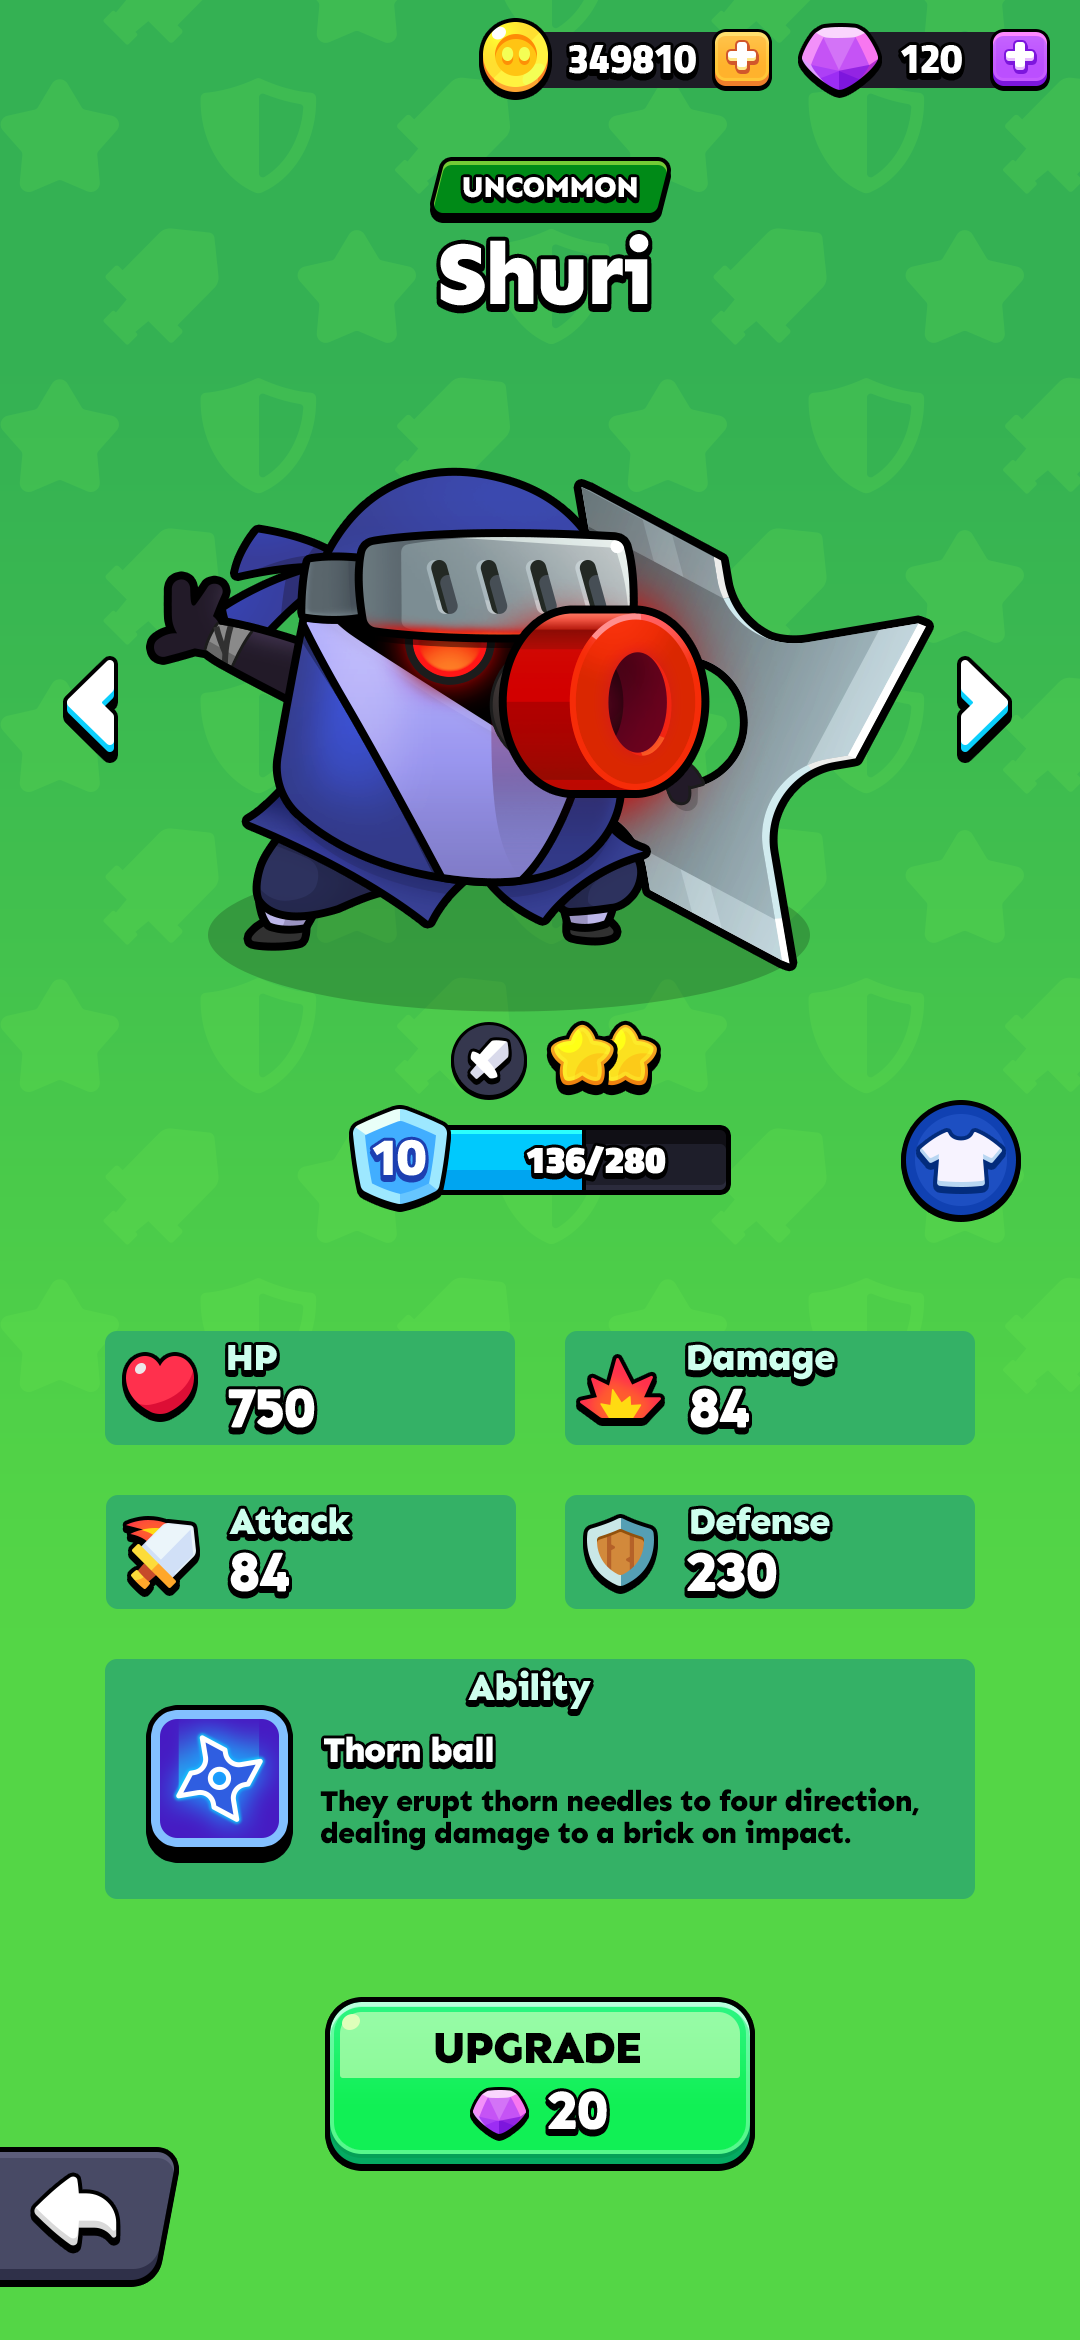 349810
120
UNCOMMON
Shuri
10
136/280
HP
750
Damage
84
Attack
84
Defense
230
Ability
Thorn ball
They erupt thorn needles to four direction,
dealing damage to a brick on impact.
UPGRADE
20